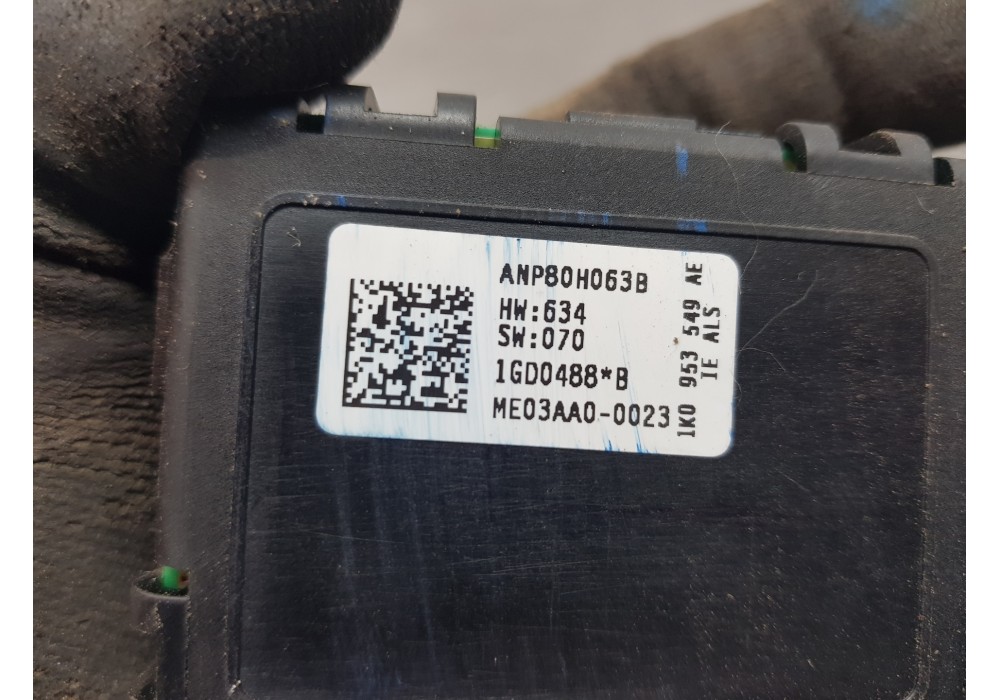 ANP80H063B
HW:634
SW:070
1GD0488*B
ME03AA0-0023
1K0 953 549 AE
IE ALS